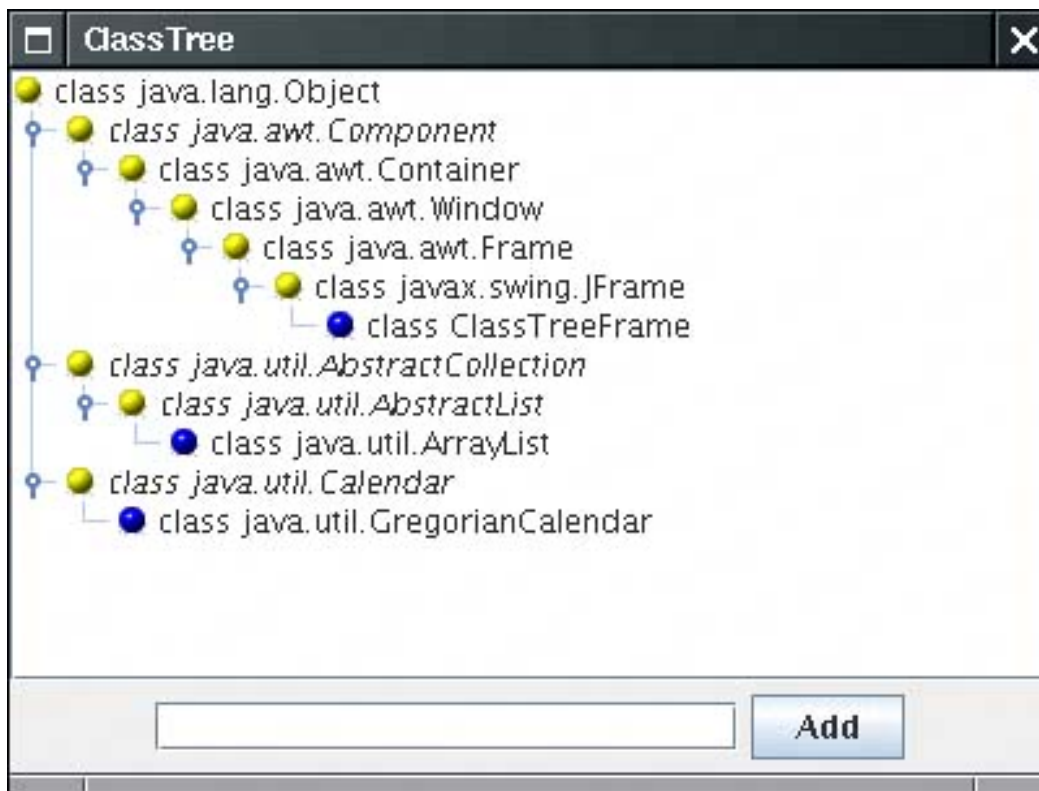 ClassTree
class java.lang.Object
class java.awt.Component
class java.awt.Container
class java.awt.Window
class java.awt.Frame
class javax.swing.JFrame
class ClassTreeFrame
class java.util.AbstractCollection
class java.util.AbstractList
class java.util.ArrayList
class java.util.Calendar
class java.util.GregorianCalendar
Add